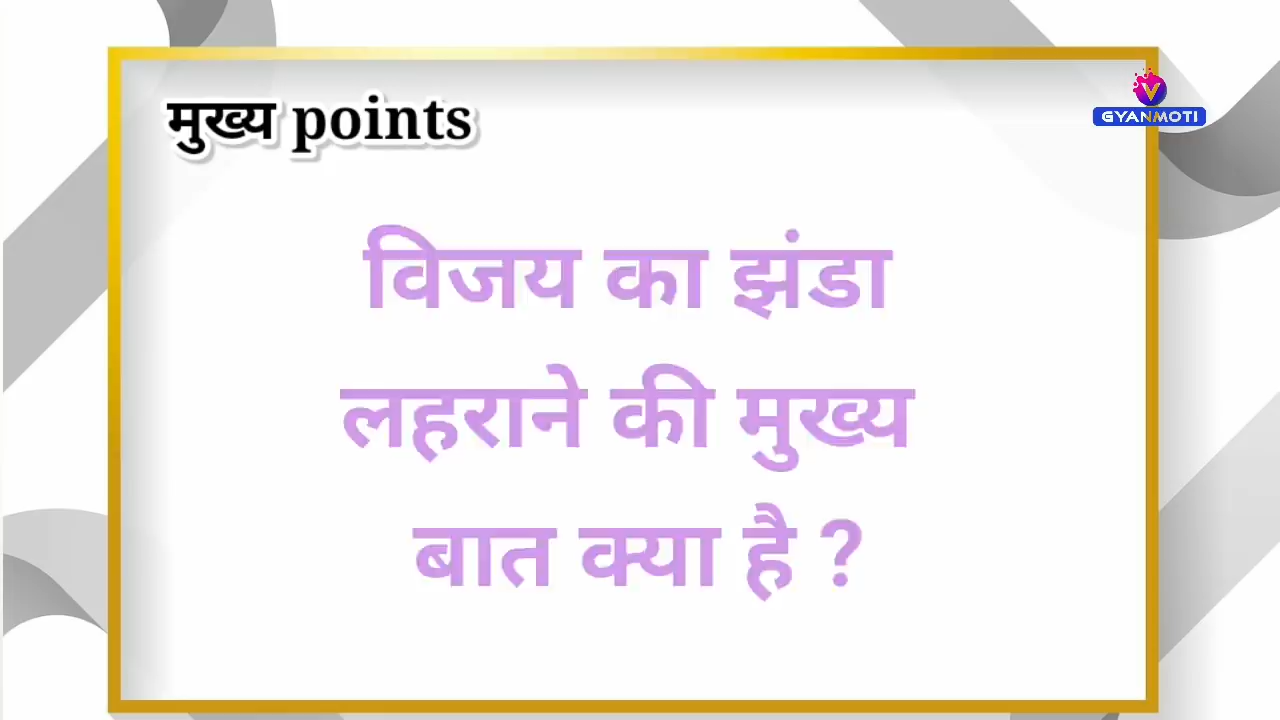 मुख्य points
V
GYANMOTI
विजय का झंडा
लहराने की मुख्य
बात क्या है ?